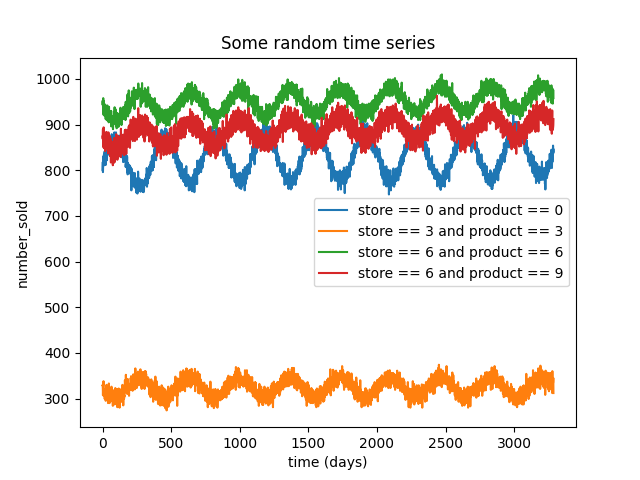 Some random time series
number_sold
1000
900
800
700
600
500
400
300
store == 0 and product == 0
store == 3 and product == 3
store == 6 and product == 6
store == 6 and product == 9
0 500 1000 1500 2000 2500 3000
time (days)